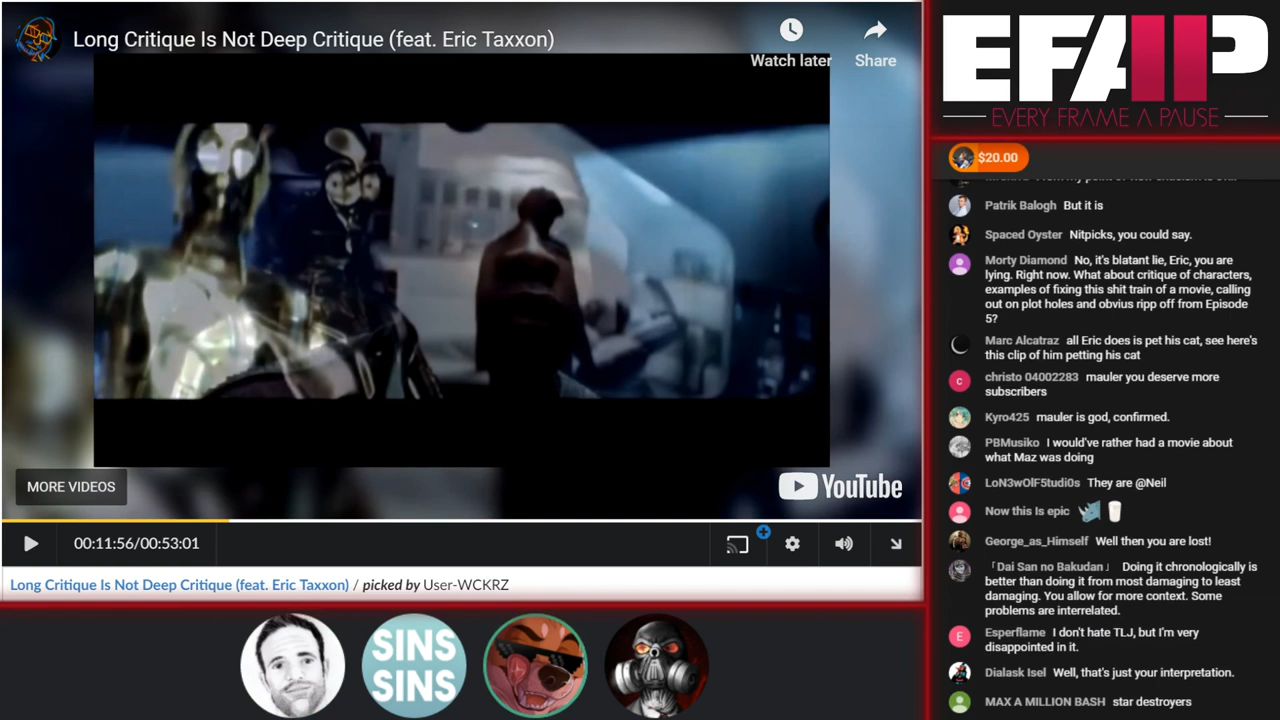 Long Critique Is Not Deep Critique (feat. Eric Taxxon)
Watch later
Share
MORE VIDEOS
YouTube
00:11:56/00:53:01
Long Critique Is Not Deep Critique (feat. Eric Taxxon) / picked by User-WCKRZ
SINS
SINS
EFAP
EVERY FRAME A PAUSE
$20.00
Patrik Balogh But it is
Spaced Oyster Nitpicks, you could say.
Morty Diamond No, it's blatant lie, Eric, you are
lying. Right now. What about critique of characters,
examples of fixing this shit train of a movie, calling
out on plot holes and obvius ripp off from Episode
5?
Marc Alcatraz all Eric does is pet his cat, see here's
this clip of him petting his cat
christo 04002283 mauler you deserve more
subscribers
Kyro425 mauler is god, confirmed.
PBMusiko I would've rather had a movie about
what Maz was doing
LoN3wOlF5tudi0s They are @Neil
Now this Is epic
George_as_Himself Well then you are lost!
「Dai San no Bakudan」 Doing it chronologically is
better than doing it from most damaging to least
damaging. You allow for more context. Some
problems are interrelated.
Esperflame I don't hate TLJ, but I'm very
disappointed in it.
Dialask Isel Well, that's just your interpretation.
MAX A MILLION BASH star destroyers